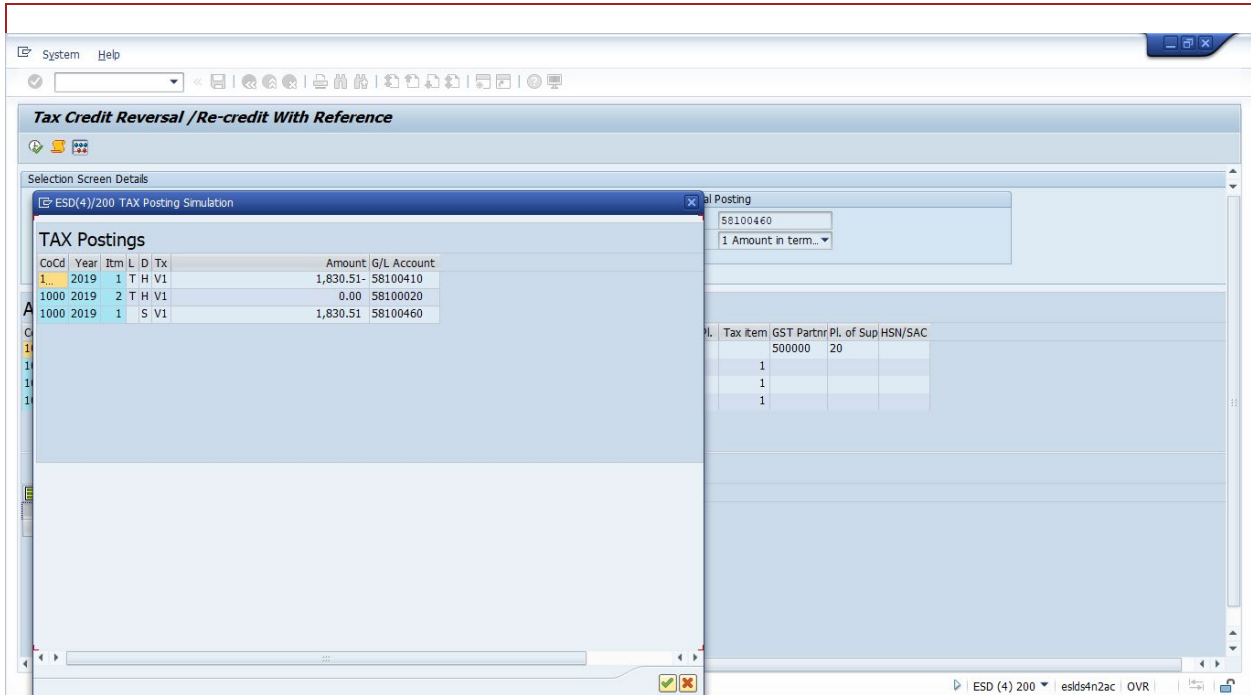 System Help
Tax Credit Reversal /Re-credit With Reference
Selection Screen Details
ESD(4)/200 TAX Posting Simulation
al Posting
58100460
1 Amount in term...
TAX Postings
CoCd Year Itm L D Tx Amount G/L Account
1... 2019 1 T H V1 1,830.51- 58100410
1000 2019 2 T H V1 0.00 58100020
1000 2019 1 S V1 1,830.51 58100460
Pl. Tax item GST Partnr Pl. of Sup HSN/SAC
500000 20
1
1
1
ESD (4) 200 eslds4n2ac OVR